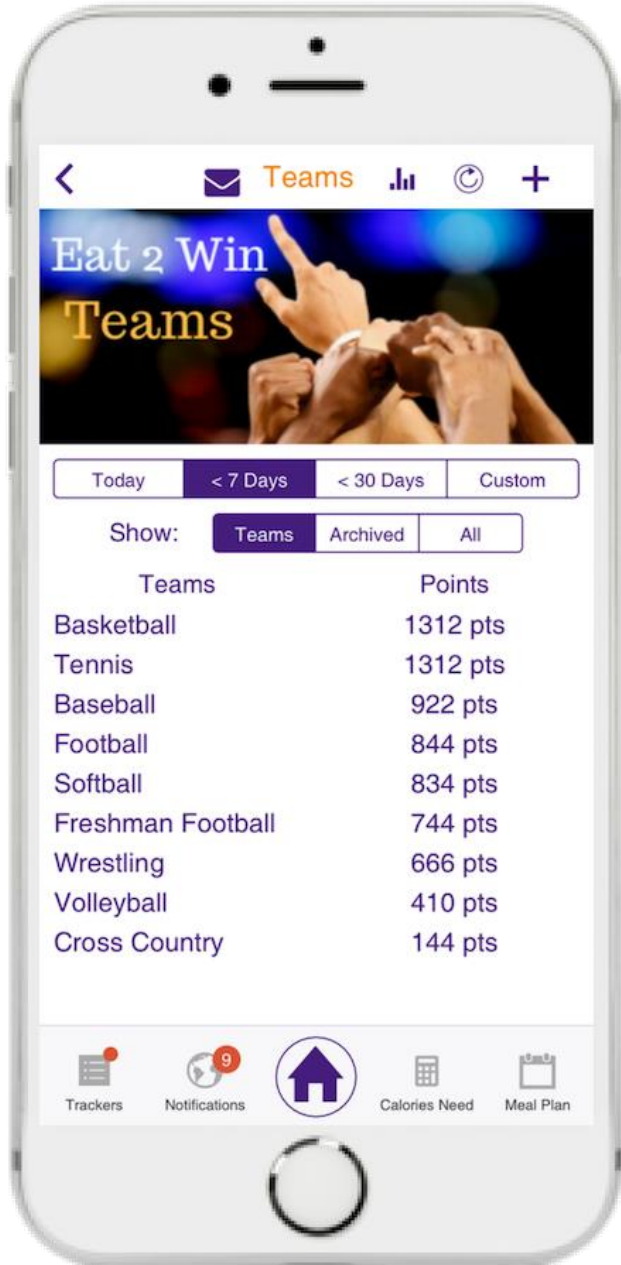 Teams
Eat 2 Win
Teams
Today < 7 Days < 30 Days Custom
Show: Teams Archived All
Teams Points
Basketball 1312 pts
Tennis 1312 pts
Baseball 922 pts
Football 844 pts
Softball 834 pts
Freshman Football 744 pts
Wrestling 666 pts
Volleyball 410 pts
Cross Country 144 pts
9
Trackers Notifications Calories Need Meal Plan